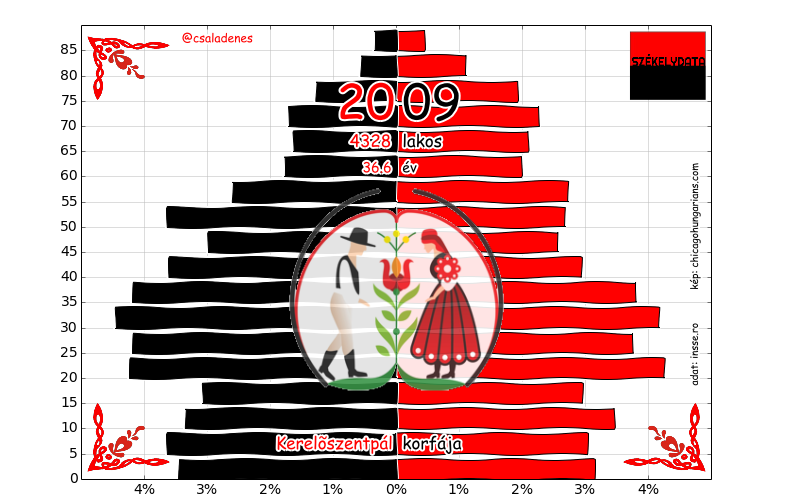 @csaladenes
SZÉKELYDATA
2009
4328 lakos
36.6 év
Kerelőszentpál korfája
kép: chicagohungarians.com
adat: insse.ro
85
80
75
70
65
60
55
50
45
40
35
30
25
20
15
10
5
0
4% 3% 2% 1% 0% 1% 2% 3% 4%